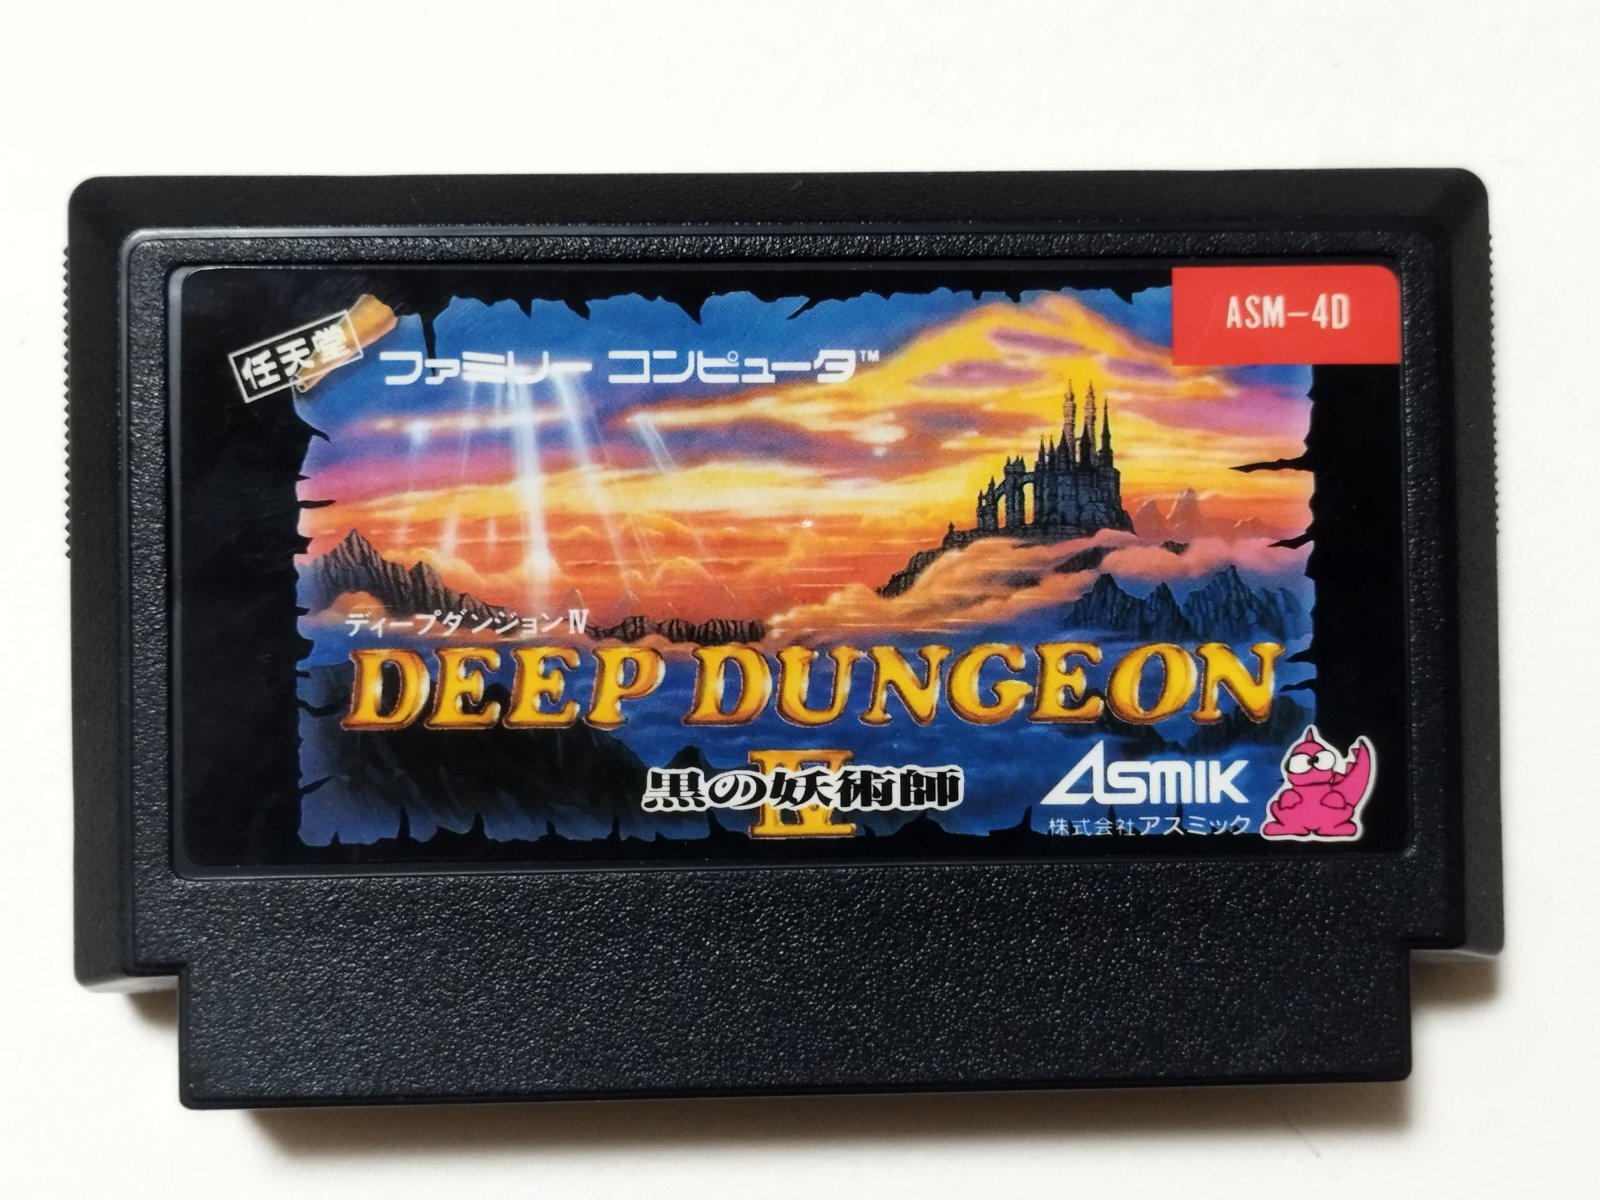 任天堂
ファミリー コンピュータ™
ASM-4D
ディープダンジョンⅣ
DEEP DUNGEON
Ⅳ
黒の妖術師
ASMIK
株式会社アスミック